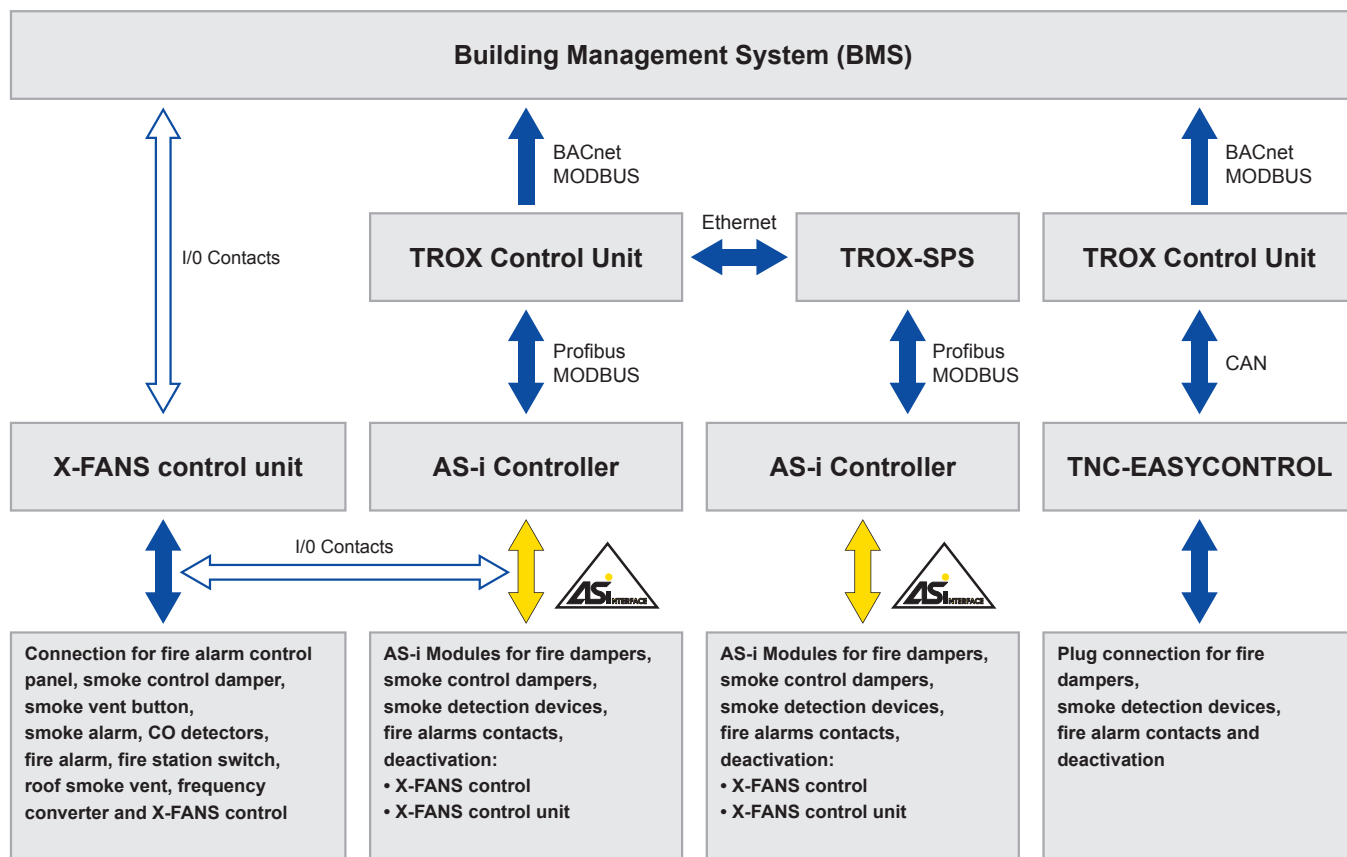 Building Management System (BMS)
BACnet
MODBUS
BACnet
MODBUS
I/0 Contacts
Ethernet
TROX Control Unit
TROX-SPS
TROX Control Unit
Profibus
MODBUS
Profibus
MODBUS
CAN
X-FANS control unit
AS-i Controller
AS-i Controller
TNC-EASYCONTROL
I/0 Contacts
ASi INTERFACE
ASi INTERFACE
Connection for fire alarm control
panel, smoke control damper,
smoke vent button,
smoke alarm, CO detectors,
fire alarm, fire station switch,
roof smoke vent, frequency
converter and X-FANS control
AS-i Modules for fire dampers,
smoke control dampers,
smoke detection devices,
fire alarms contacts,
deactivation:
• X-FANS control
• X-FANS control unit
AS-i Modules for fire dampers,
smoke control dampers,
smoke detection devices,
fire alarms contacts,
deactivation:
• X-FANS control
• X-FANS control unit
Plug connection for fire
dampers,
smoke detection devices,
fire alarm contacts and
deactivation